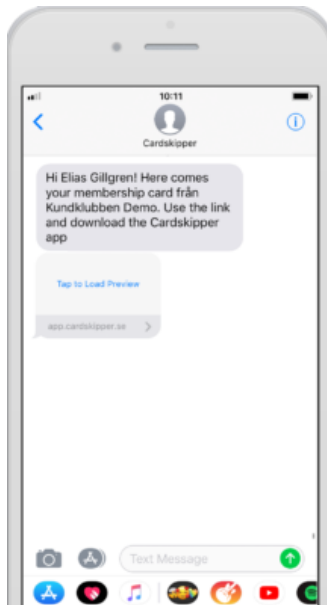 10:11
Cardskipper
Hi Elias Gillgren! Here comes
your membership card från
Kundklubben Demo. Use the link
and download the Cardskipper
app
Tap to Load Preview
app.cardskipper.se
Text Message